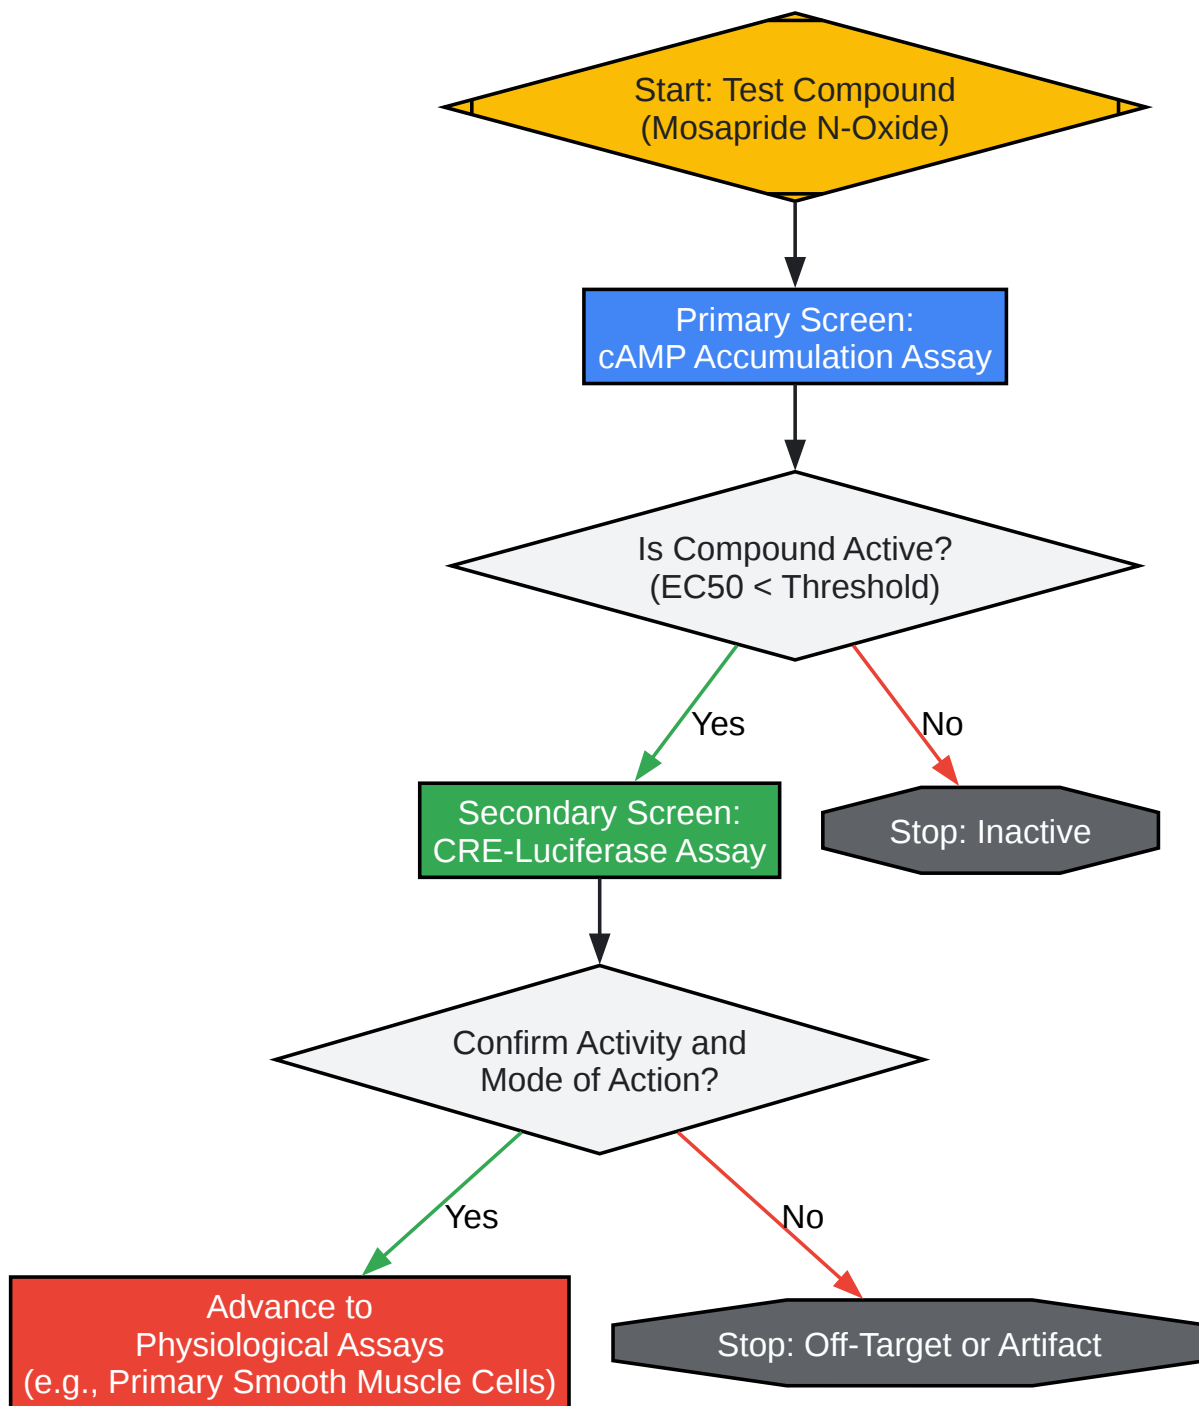 Start: Test Compound
(Mosapride N-Oxide)
Primary Screen:
cAMP Accumulation Assay
Is Compound Active?
(EC50 < Threshold)
Yes
No
Secondary Screen:
CRE-Luciferase Assay
Stop: Inactive
Confirm Activity and
Mode of Action?
Yes
No
Advance to
Physiological Assays
(e.g., Primary Smooth Muscle Cells)
Stop: Off-Target or Artifact